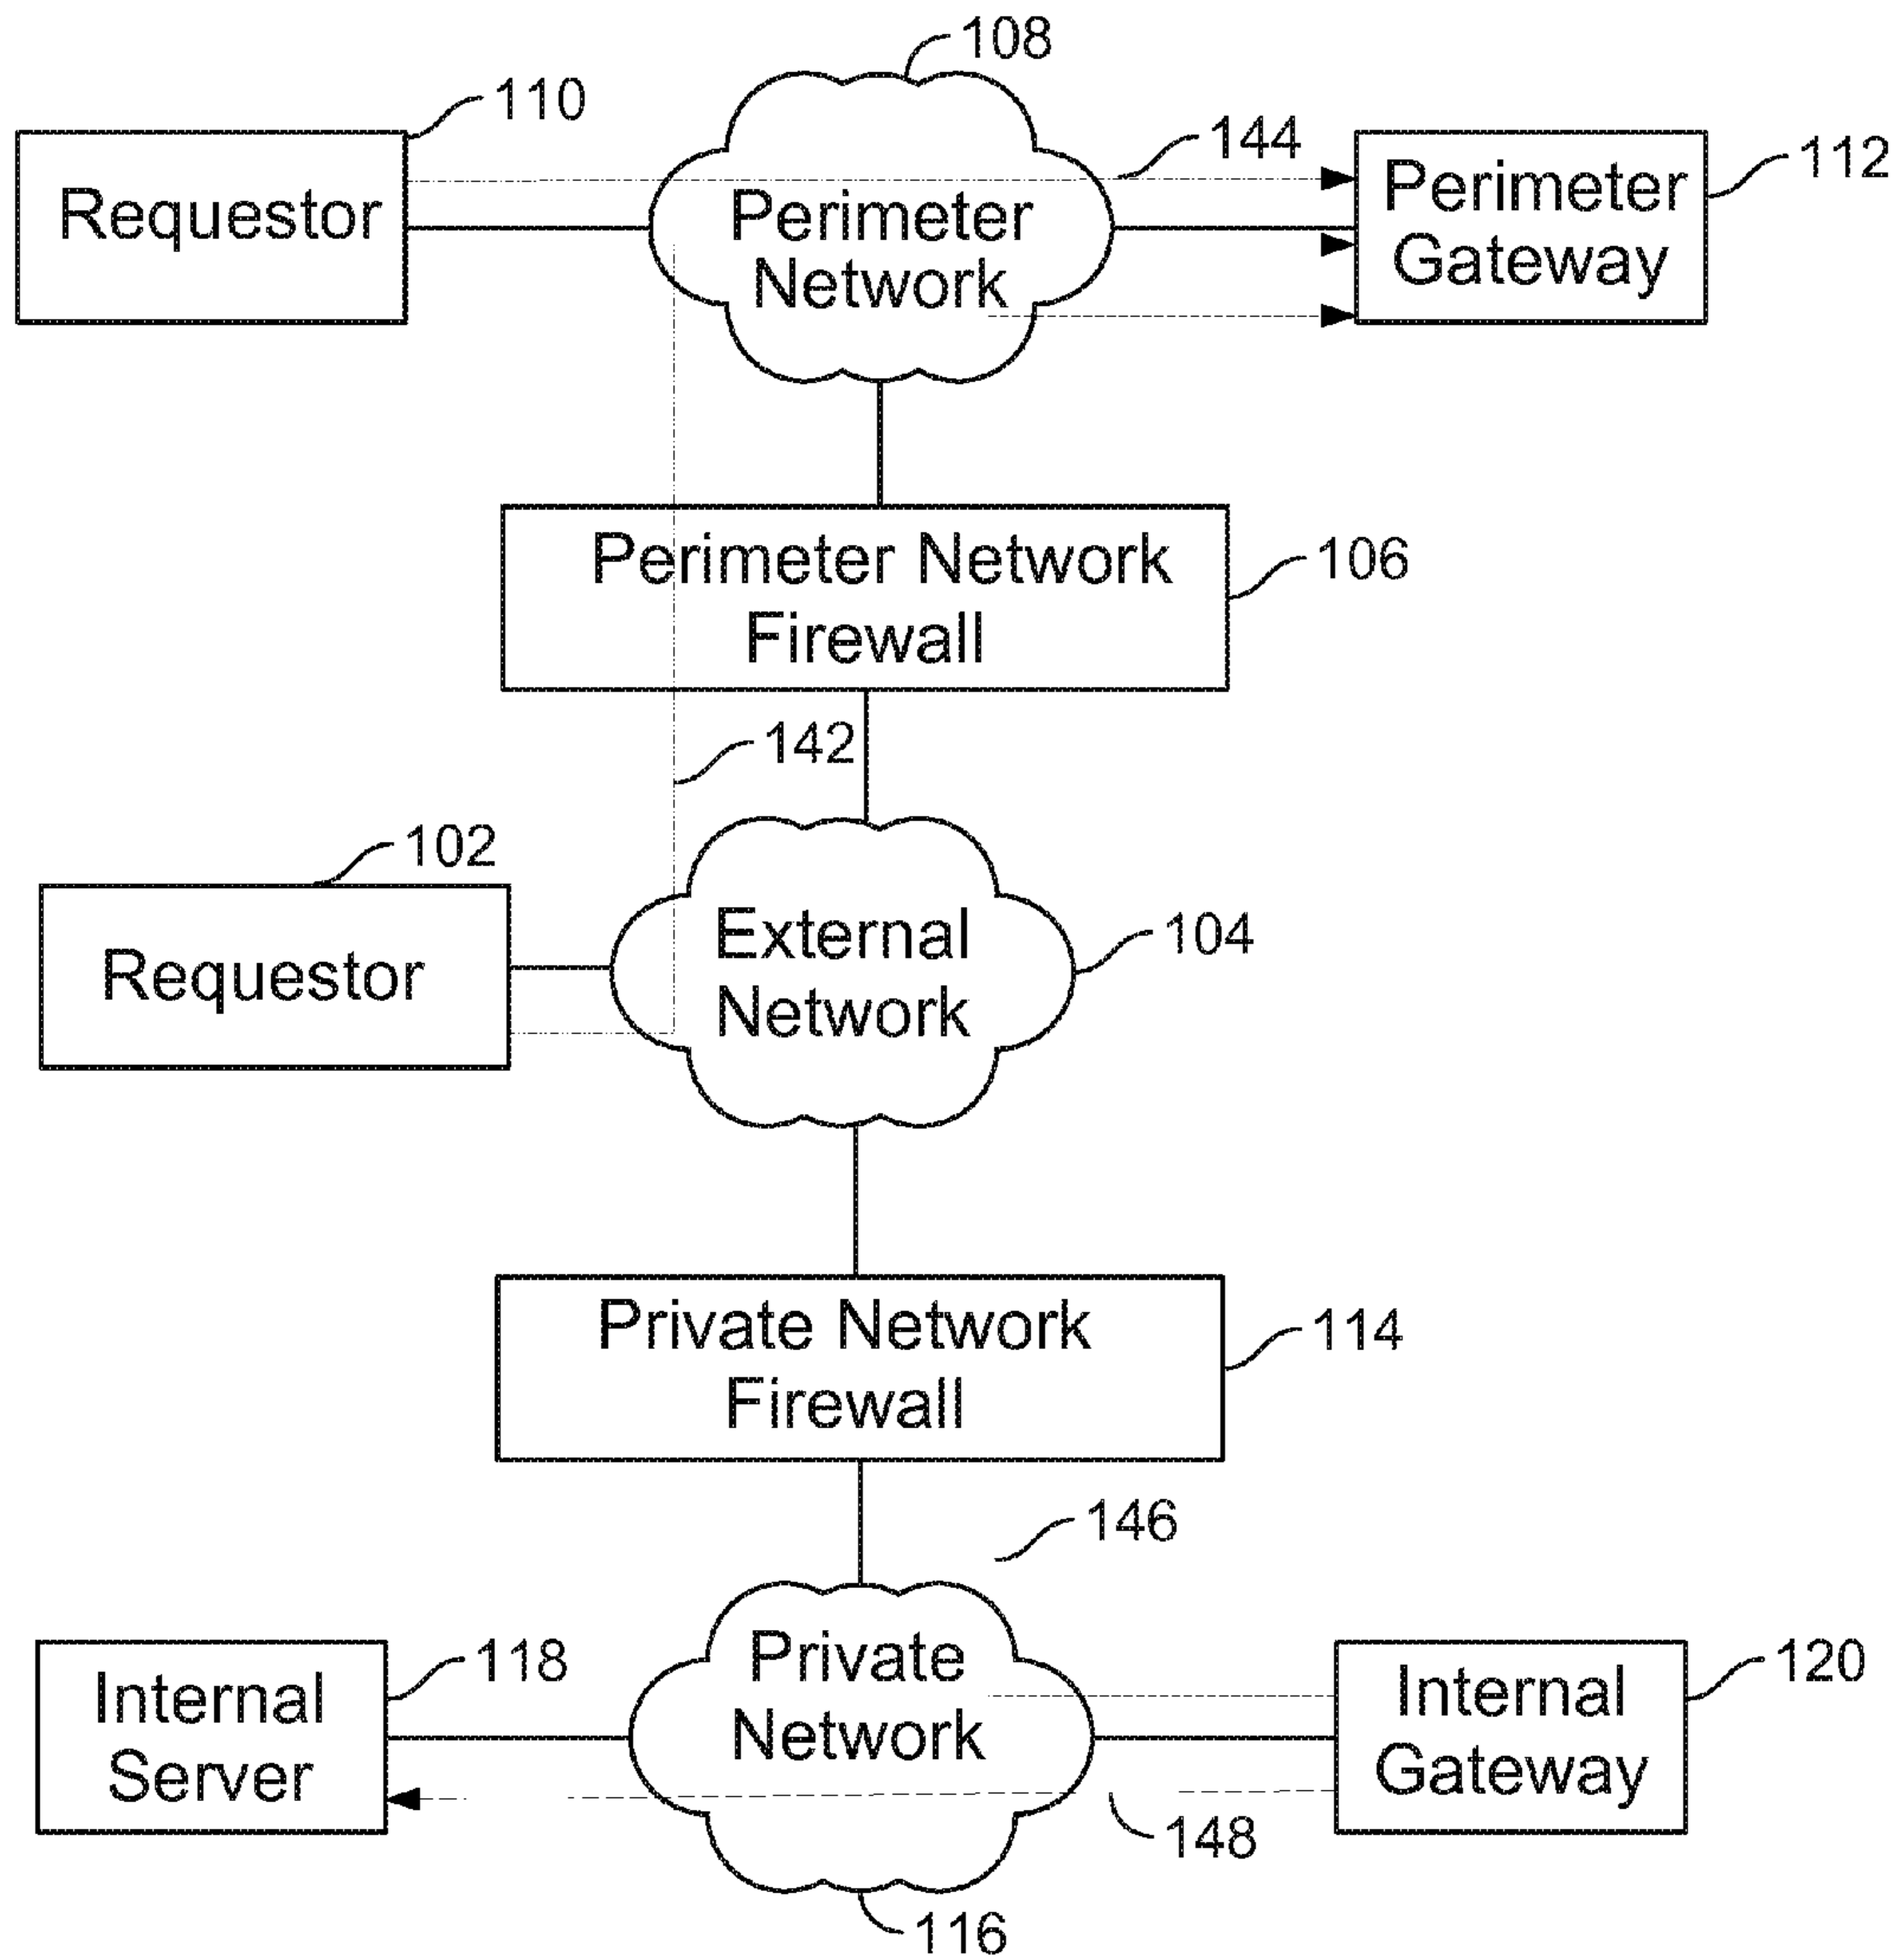 108
110
144
112
Requestor
Perimeter
Network
Perimeter
Gateway
Perimeter Network
Firewall
106
142
102
Requestor
External
Network
104
Private Network
Firewall
114
146
118
Internal
Server
Private
Network
Internal
Gateway
120
148
116